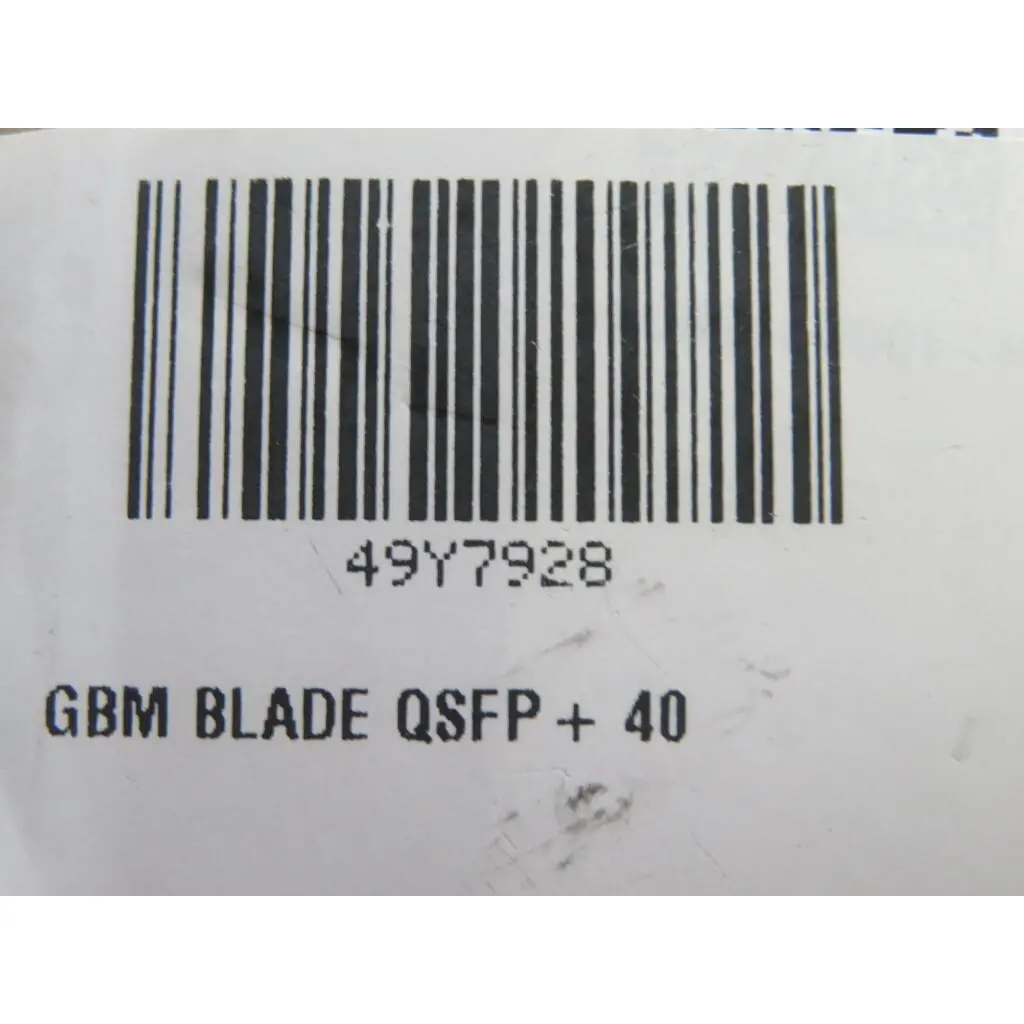 49Y7928
GBM BLADE QSFP + 40